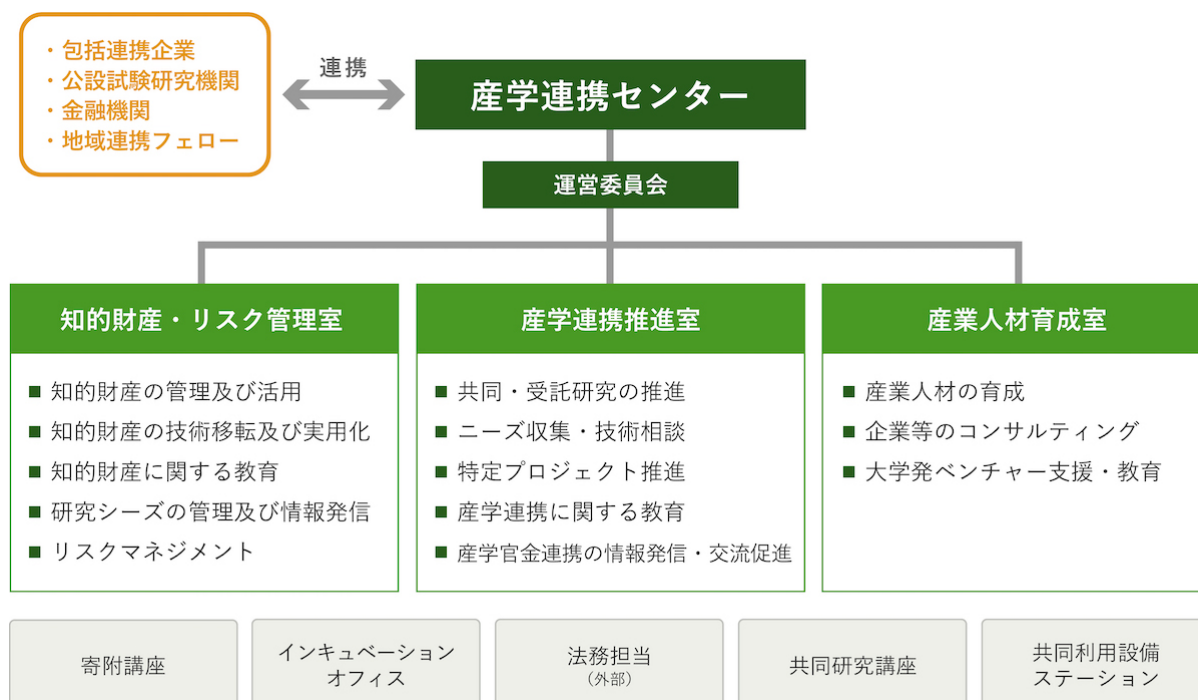 ・包括連携企業
・公設試験研究機関
・金融機関
・地域連携フェロー
連携
産学連携センター
運営委員会
知的財産・リスク管理室
■ 知的財産の管理及び活用
■ 知的財産の技術移転及び実用化
■ 知的財産に関する教育
■ 研究シーズの管理及び情報発信
■ リスクマネジメント
産学連携推進室
■ 共同・受託研究の推進
■ ニーズ収集・技術相談
■ 特定プロジェクト推進
■ 産学連携に関する教育
■ 産学官金連携の情報発信・交流促進
産業人材育成室
■ 産業人材の育成
■ 企業等のコンサルティング
■ 大学発ベンチャー支援・教育
寄附講座
インキュベーション
オフィス
法務担当
（外部）
共同研究講座
共同利用設備
ステーション